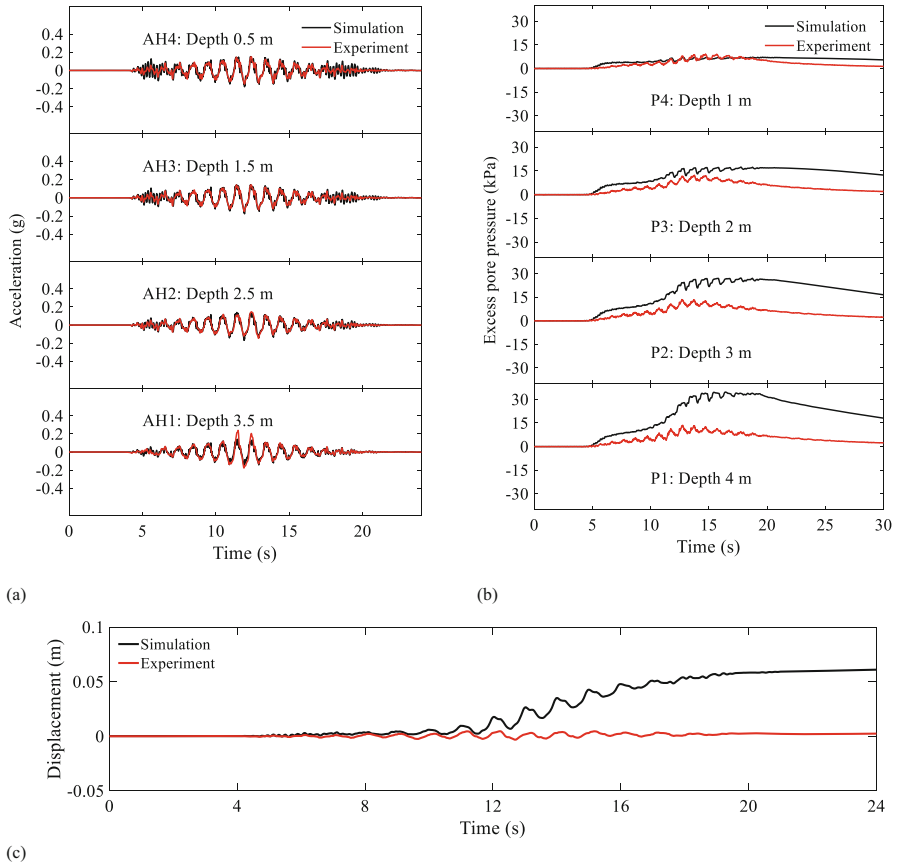 Simulation
Experiment
AH4: Depth 0.5 m
0.4
0.2
0
-0.2
-0.4
AH3: Depth 1.5 m
0.4
0.2
0
-0.2
-0.4
AH2: Depth 2.5 m
0.4
0.2
0
-0.2
-0.4
AH1: Depth 3.5 m
0.4
0.2
0
-0.2
-0.4
0 5 10 15 20
Time (s)
Acceleration (g)
(a)
Simulation
Experiment
30
15
0
-15
-30
P4: Depth 1 m
30
15
0
-15
-30
P3: Depth 2 m
30
15
0
-15
-30
P2: Depth 3 m
30
15
0
-15
-30
P1: Depth 4 m
0 5 10 15 20 25 30
Time (s)
Excess pore pressure (kPa)
(b)
Simulation
Experiment
0.1
0.05
0
-0.05
0 4 8 12 16 20 24
Time (s)
Displacement (m)
(c)